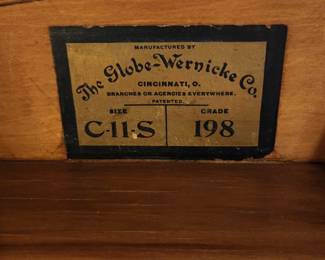 MANUFACTURED BY
The Globe-Wernicke Co.
CINCINNATI, O.
BRANCHES OR AGENCIES EVERYWHERE.
PATENTED.
SIZE GRADE
C-11-S 198